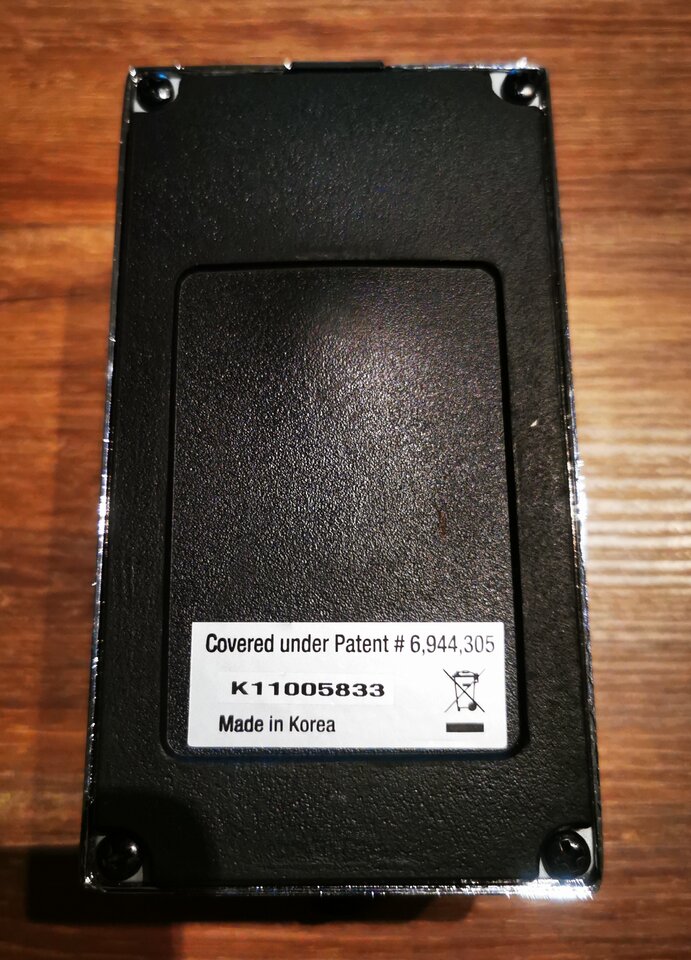 Covered under Patent # 6,944,305
K11005833
Made in Korea